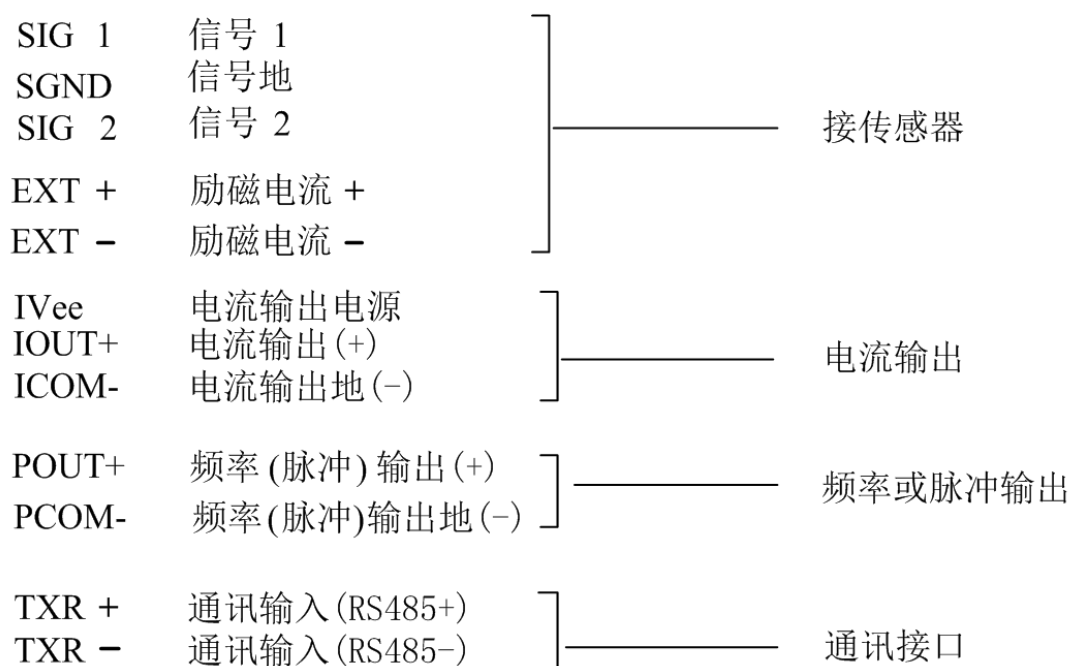 SIG 1 信号 1
SGND 信号地
SIG 2 信号 2
接传感器
EXT + 励磁电流 +
EXT − 励磁电流 −
IVee 电流输出电源
IOUT+ 电流输出(+)
电流输出
ICOM- 电流输出地(−)
POUT+ 频率(脉冲)输出(+)
频率或脉冲输出
PCOM- 频率(脉冲)输出地(−)
TXR + 通讯输入(RS485+)
TXR − 通讯输入(RS485−)
通讯接口